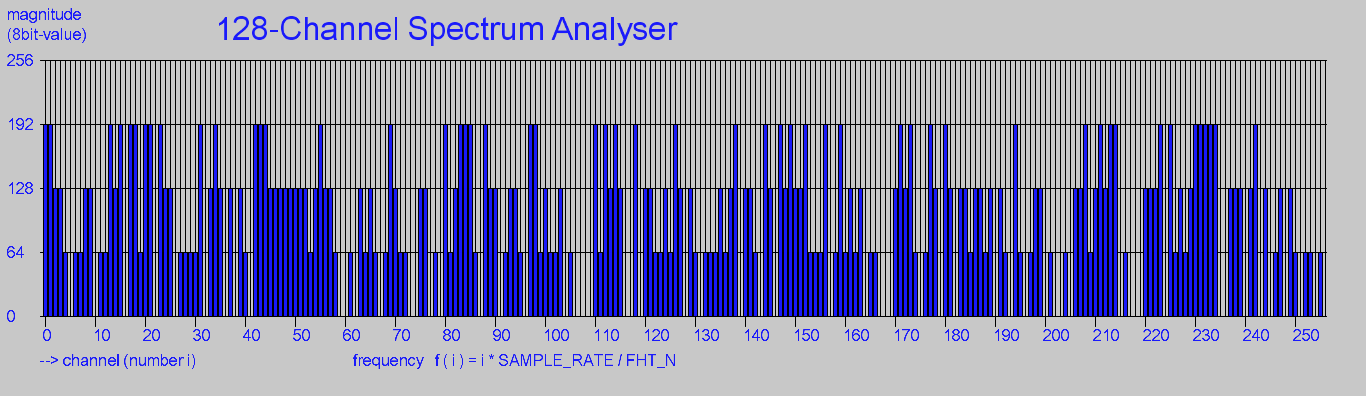 magnitude
(8bit-value)
128-Channel Spectrum Analyser
256
192
128
64
0
0 10 20 30 40 50 60 70 80 90 100 110 120 130 140 150 160 170 180 190 200 210 220 230 240 250
--> channel (number i) frequency f ( i ) = i * SAMPLE_RATE / FHT_N